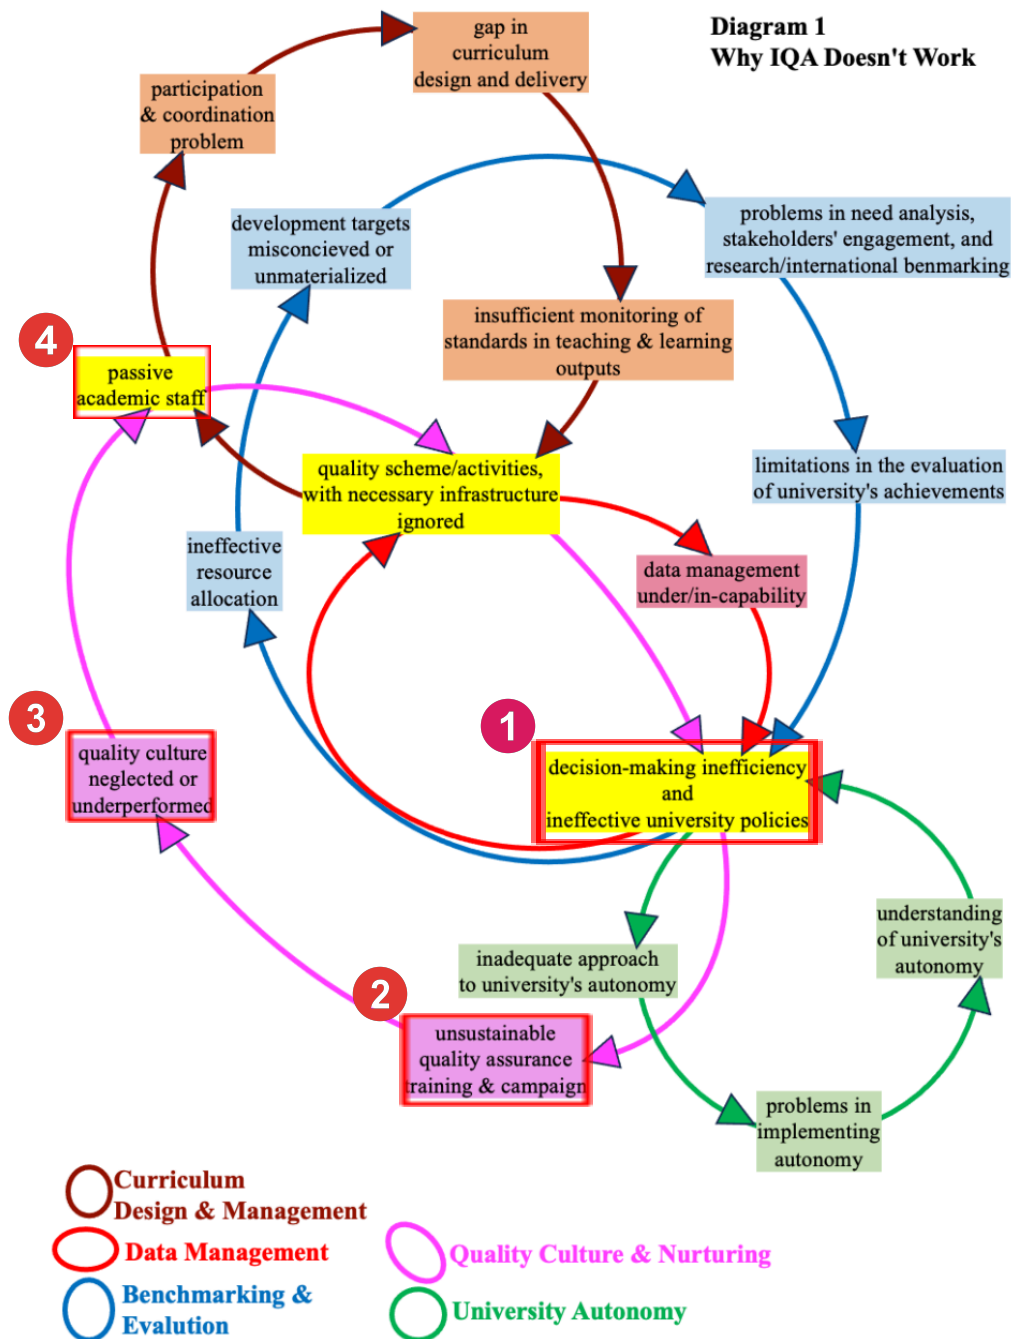 Diagram 1
Why IQA Doesn't Work
gap in
curriculum
design and delivery
participation
& coordination
problem
development targets
misconcieved or
unmaterialized
problems in need analysis,
stakeholders' engagement, and
research/international benmarking
insufficient monitoring of
standards in teaching & learning
outputs
4
passive
academic staff
quality scheme/activities,
with necessary infrastructure
ignored
limitations in the evaluation
of university's achievements
ineffective
resource
allocation
data management
under/in-capability
3
quality culture
neglected or
underperformed
1
decision-making inefficiency
and
ineffective university policies
understanding
of university's
autonomy
inadequate approach
to university's autonomy
2
unsustainable
quality assurance
training & campaign
problems in
implementing
autonomy
Curriculum
Design & Management
Data Management
Quality Culture & Nurturing
Benchmarking &
Evalution
University Autonomy